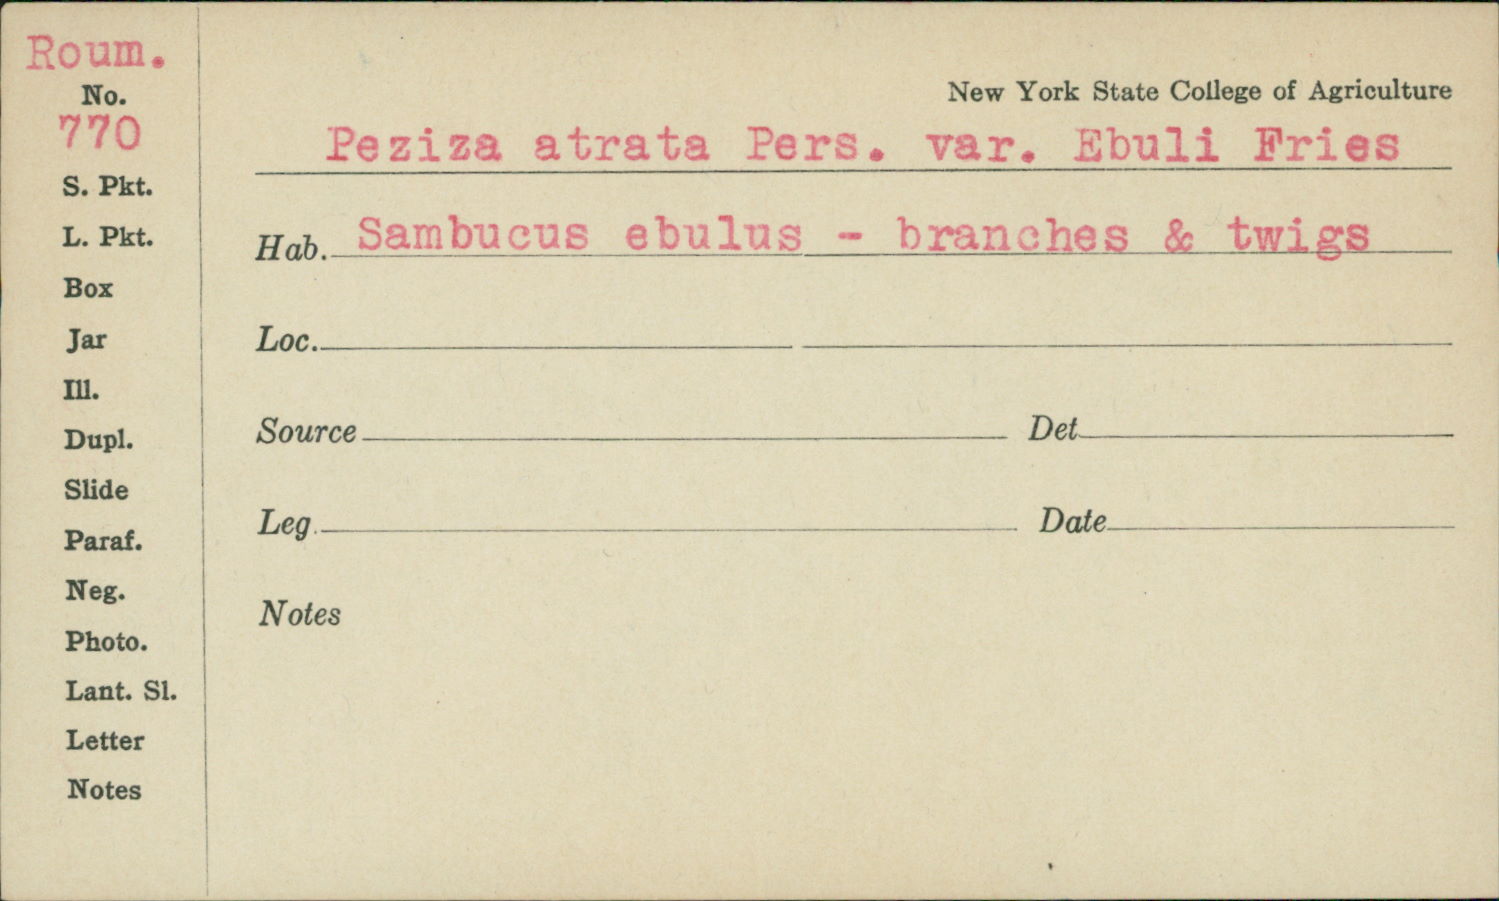 Roum.
No.
770
S. Pkt.
L. Pkt.
Box
Jar
Ill.
Dupl.
Slide
Paraf.
Neg.
Photo.
Lant. Sl.
Letter
Notes
New York State College of Agriculture
Peziza atrata Pers. var. Ebuli Fries
Hab. Sambucus ebulus - branches & twigs
Loc.
Source Det
Leg. Date
Notes